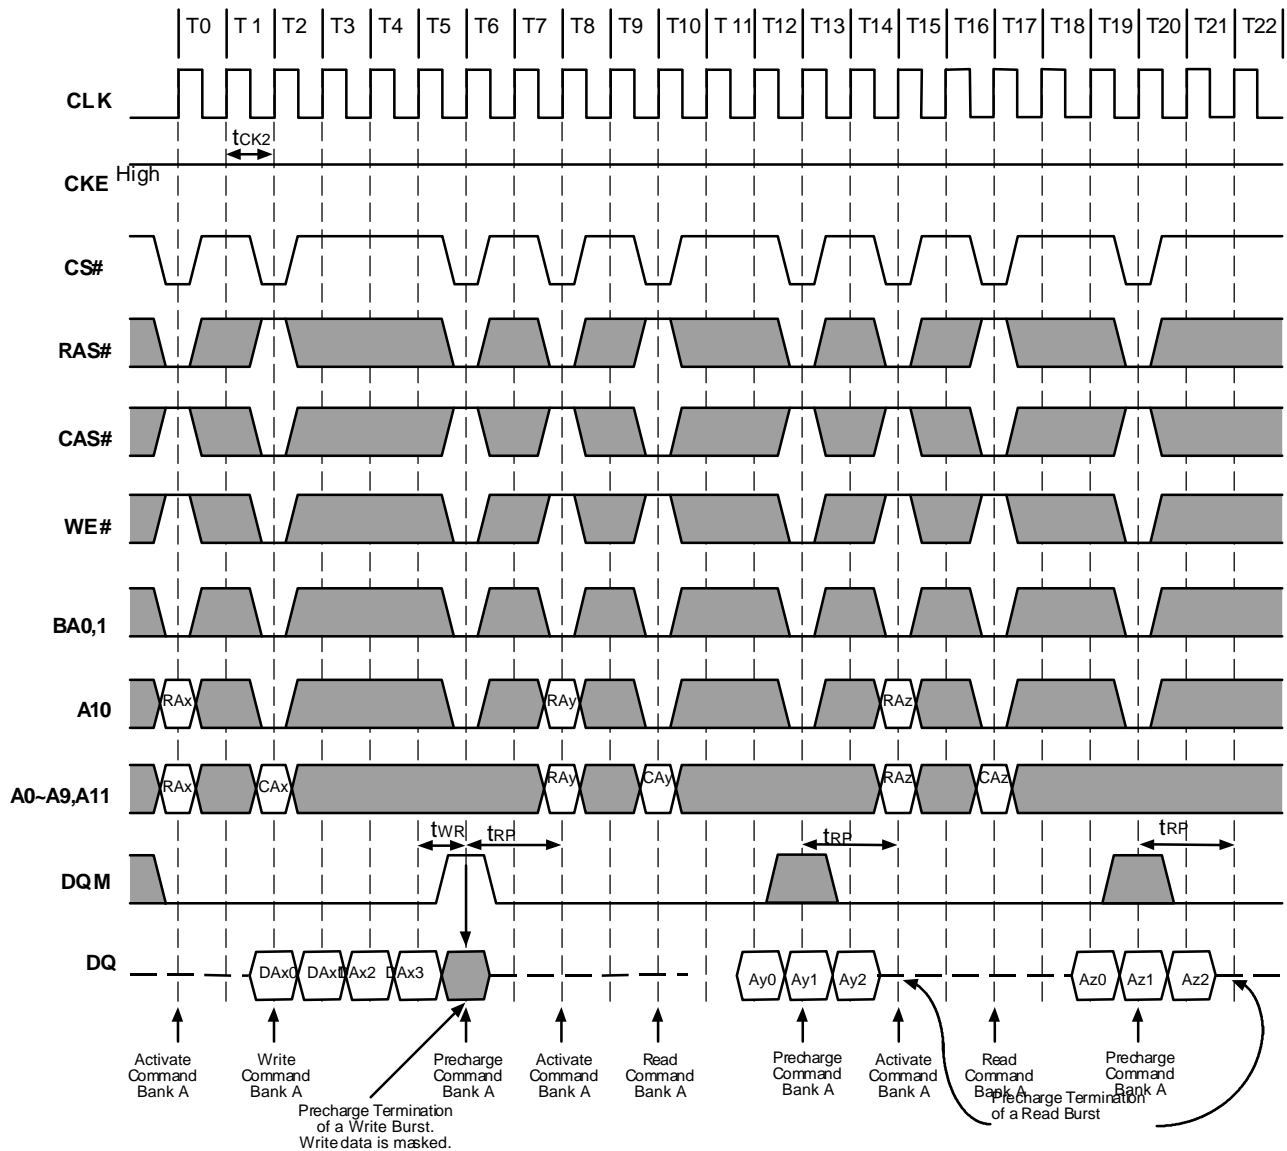 T0 T 1 T2 T3 T4 T5 T6 T7 T8 T9 T10 T 11 T12 T13 T14 T15 T16 T17 T18 T19 T20 T21 T22
CLK
tCK2
CKE High
CS#
RAS#
CAS#
WE#
BA0,1
A10 RAx RAy RAz
A0~A9,A11 RAx CAx RAy CAy RAz CAz
tWR tRP tRP tRP
DQM
DQ DAx0 DAx1 DAx2 DAx3 Ay0 Ay1 Ay2 Az0 Az1 Az2
Activate Command Bank A
Write Command Bank A
Precharge Command Bank A
Activate Command Bank A
Read Command Bank A
Precharge Command Bank A
Activate Command Bank A
Read Command Bank A
Precharge Command Bank A
Precharge Termination
of a Write Burst.
Write data is masked.
Precharge Termination
of a Read Burst